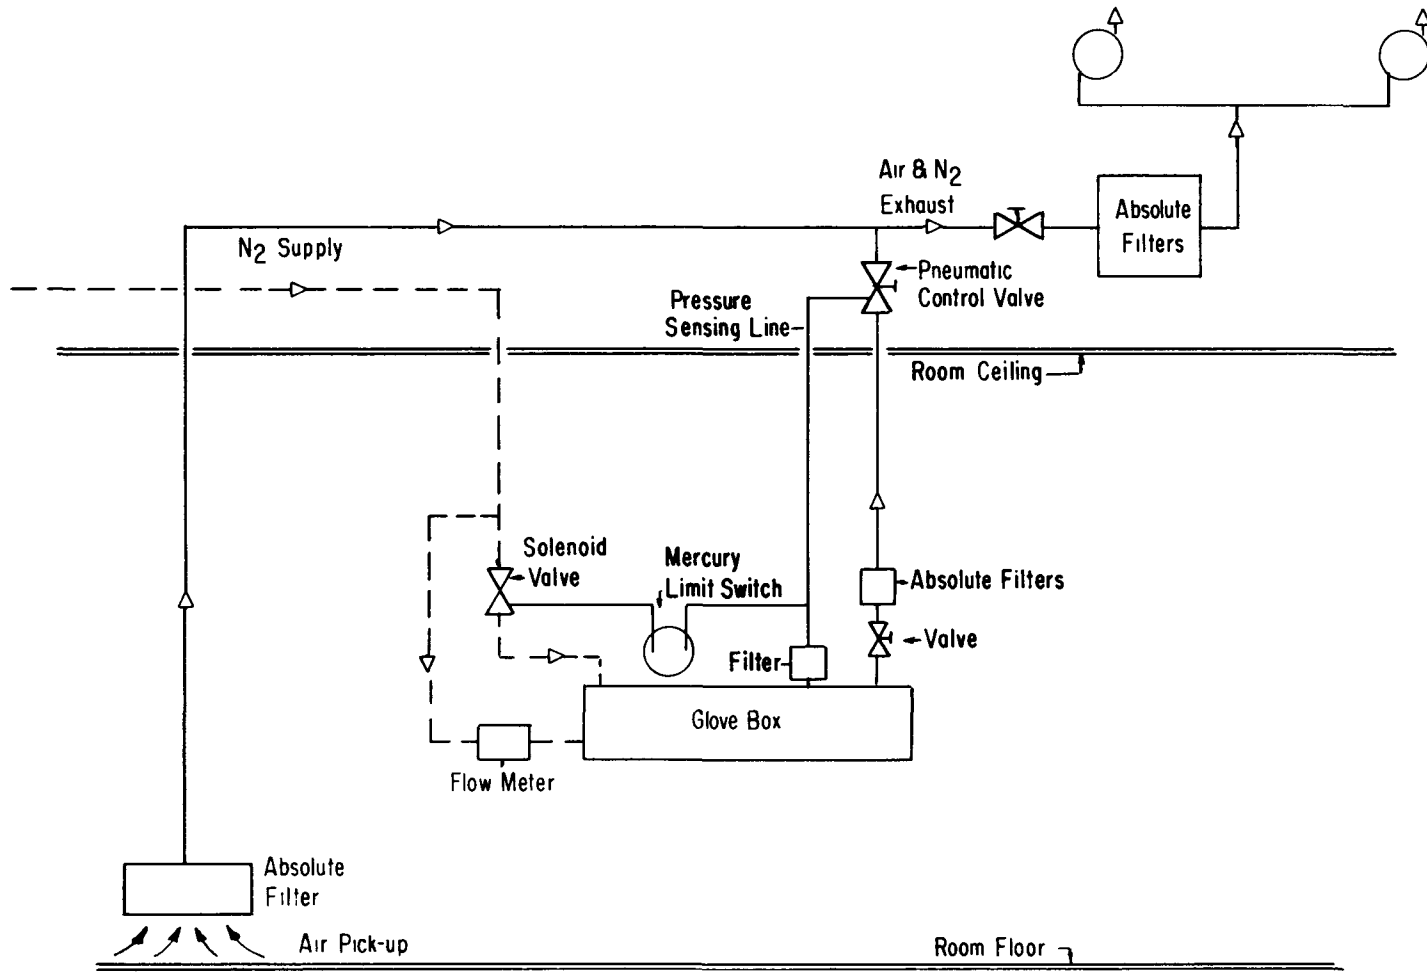 Air & N2
Exhaust
Absolute
Filters
N2 Supply
Pneumatic
Control Valve
Pressure
Sensing Line
Room Ceiling
Solenoid
Valve
Mercury
Limit Switch
Absolute Filters
Valve
Filter
Glove Box
Flow Meter
Absolute
Filter
Air Pick-up
Room Floor